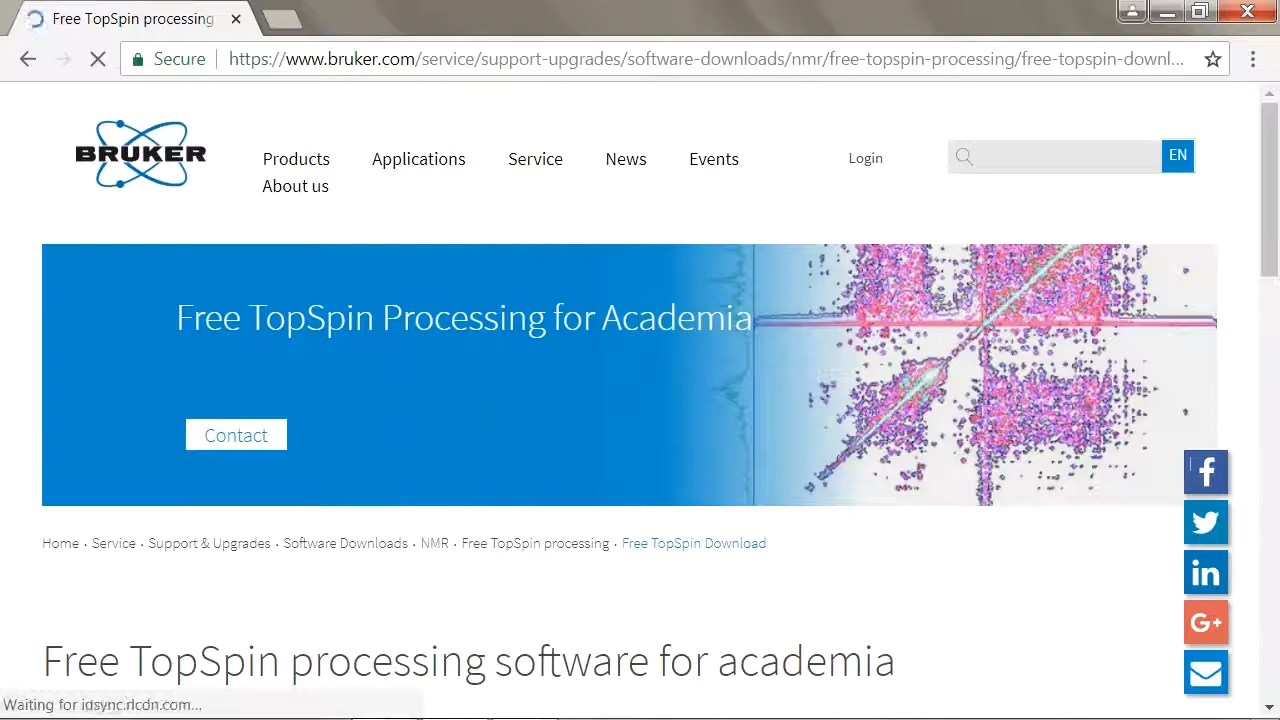 Free TopSpin processing
Secure
https://www.bruker.com/service/support-upgrades/software-downloads/nmr/free-topspin-processing/free-topspin-downl...
BRUKER
Products
Applications
Service
News
Events
About us
Login
EN
Free TopSpin Processing for Academia
Contact
Home · Service · Support & Upgrades · Software Downloads · NMR · Free TopSpin processing · Free TopSpin Download
f
in
G+
Free TopSpin processing software for academia
Waiting for idsync.rlcdn.com...